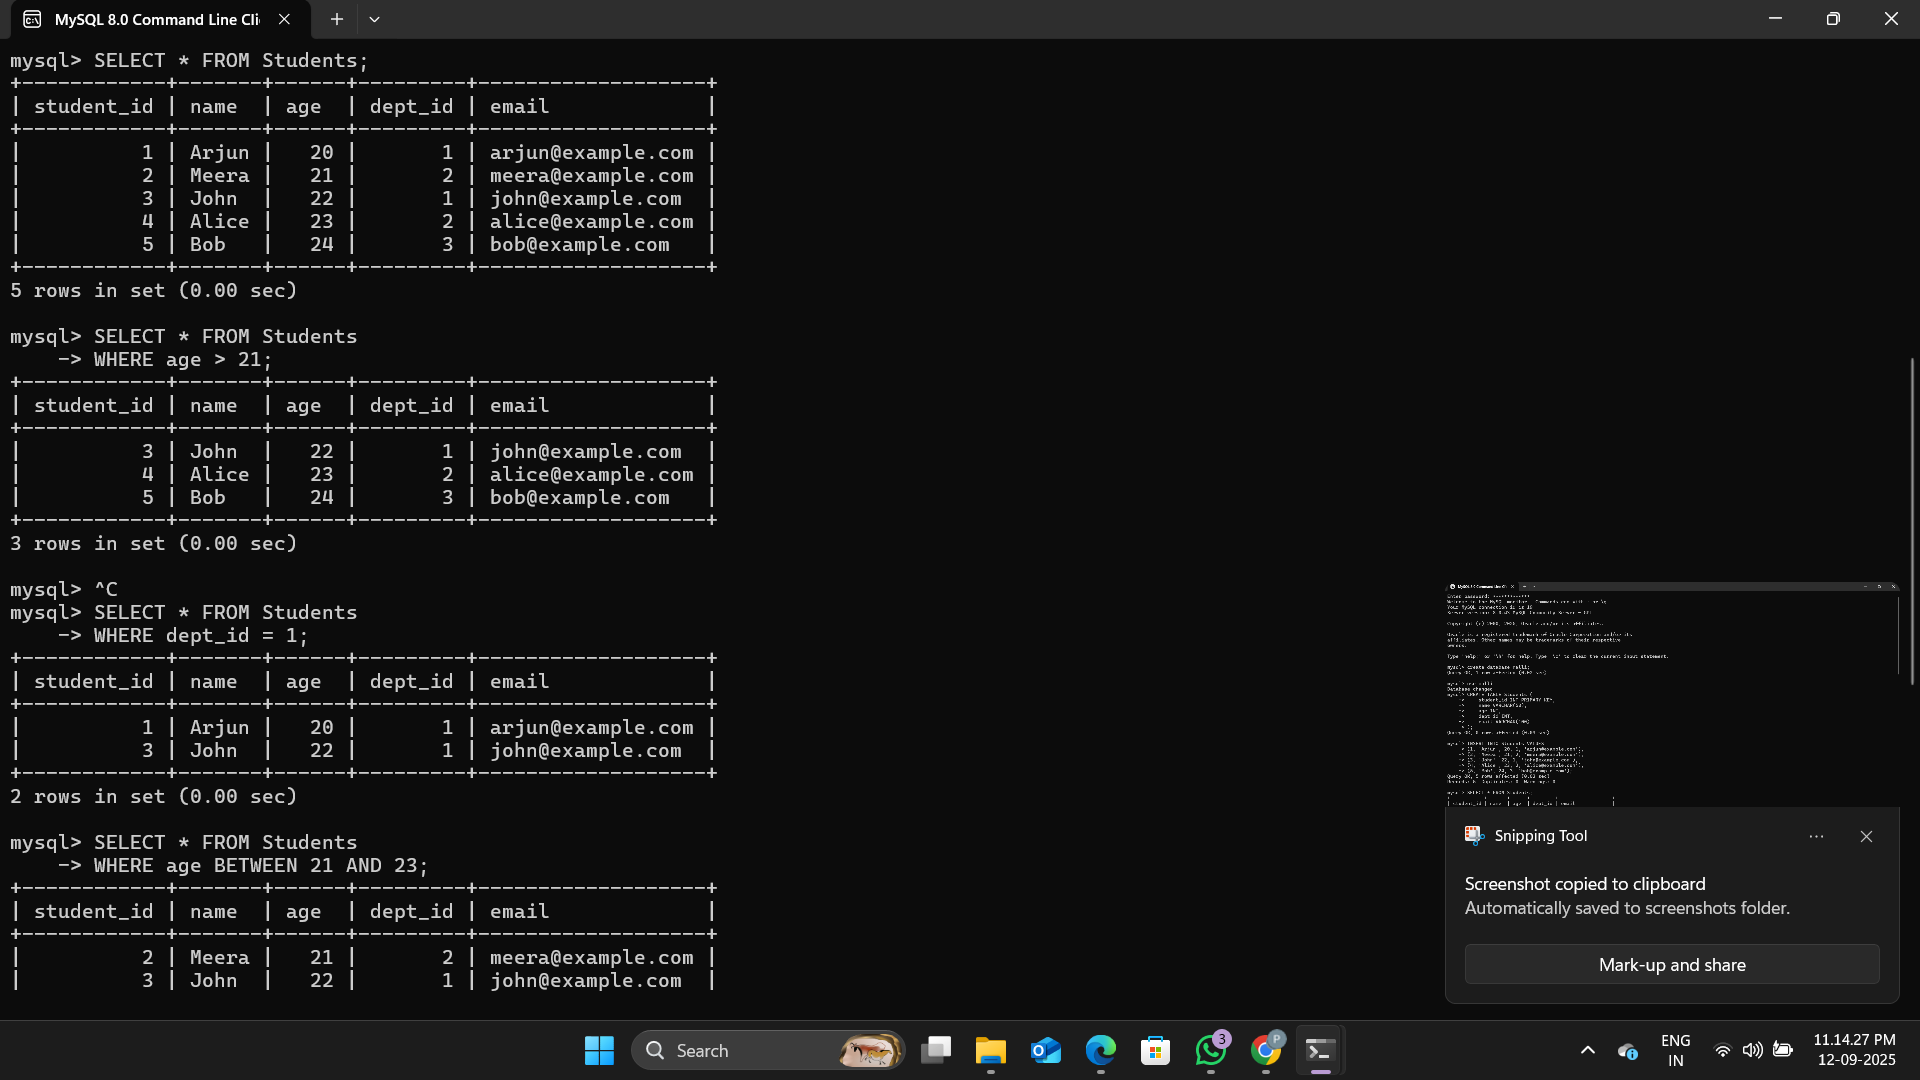 MySQL 8.0 Command Line Cli
mysql> SELECT * FROM Students;
+------------+-------+------+---------+-------------------+
| student_id | name  | age  | dept_id | email             |
+------------+-------+------+---------+-------------------+
|          1 | Arjun |   20 |       1 | arjun@example.com |
|          2 | Meera |   21 |       2 | meera@example.com |
|          3 | John  |   22 |       1 | john@example.com  |
|          4 | Alice |   23 |       2 | alice@example.com |
|          5 | Bob   |   24 |       3 | bob@example.com   |
+------------+-------+------+---------+-------------------+
5 rows in set (0.00 sec)
mysql> SELECT * FROM Students
    -> WHERE age > 21;
+------------+-------+------+---------+-------------------+
| student_id | name  | age  | dept_id | email             |
+------------+-------+------+---------+-------------------+
|          3 | John  |   22 |       1 | john@example.com  |
|          4 | Alice |   23 |       2 | alice@example.com |
|          5 | Bob   |   24 |       3 | bob@example.com   |
+------------+-------+------+---------+-------------------+
3 rows in set (0.00 sec)
mysql> ^C
mysql> SELECT * FROM Students
    -> WHERE dept_id = 1;
+------------+-------+------+---------+-------------------+
| student_id | name  | age  | dept_id | email             |
+------------+-------+------+---------+-------------------+
|          1 | Arjun |   20 |       1 | arjun@example.com |
|          3 | John  |   22 |       1 | john@example.com  |
+------------+-------+------+---------+-------------------+
2 rows in set (0.00 sec)
mysql> SELECT * FROM Students
    -> WHERE age BETWEEN 21 AND 23;
+------------+-------+------+---------+-------------------+
| student_id | name  | age  | dept_id | email             |
+------------+-------+------+---------+-------------------+
|          2 | Meera |   21 |       2 | meera@example.com |
|          3 | John  |   22 |       1 | john@example.com  |
Snipping Tool
Screenshot copied to clipboard
Automatically saved to screenshots folder.
Mark-up and share
Search
3
P
ENG
IN
11.14.27 PM
12-09-2025